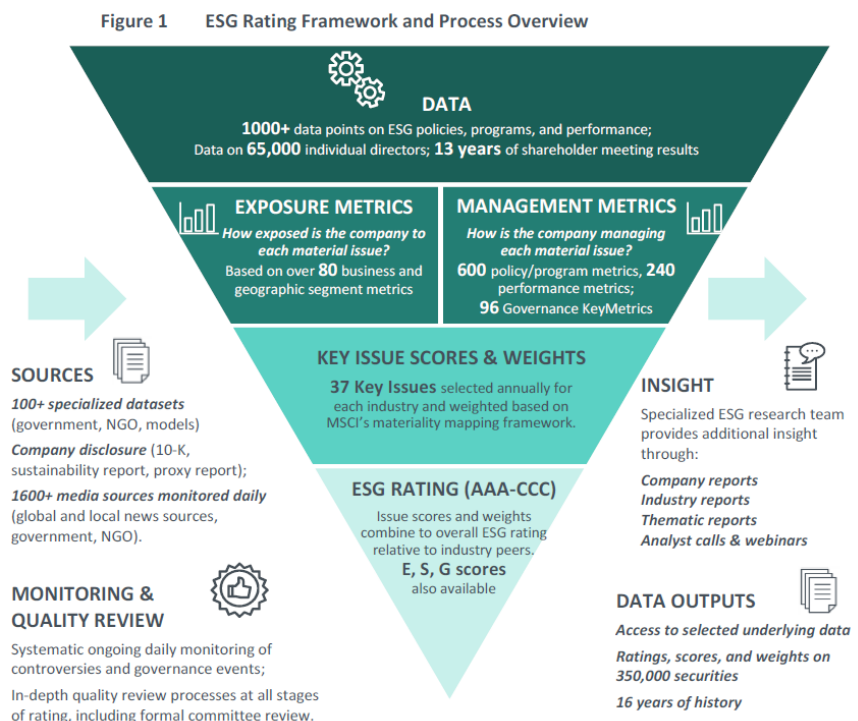 Figure 1 ESG Rating Framework and Process Overview
DATA
1000+ data points on ESG policies, programs, and performance;
Data on 65,000 individual directors; 13 years of shareholder meeting results
EXPOSURE METRICS
How exposed is the company to
each material issue?
Based on over 80 business and
geographic segment metrics
MANAGEMENT METRICS
How is the company managing
each material issue?
600 policy/program metrics, 240
performance metrics;
96 Governance KeyMetrics
KEY ISSUE SCORES & WEIGHTS
37 Key Issues selected annually for
each industry and weighted based on
MSCI's materiality mapping framework.
ESG RATING (AAA-CCC)
Issue scores and weights
combine to overall ESG rating
relative to industry peers.
E, S, G scores
also available
SOURCES
100+ specialized datasets
(government, NGO, models)
Company disclosure (10-K,
sustainability report, proxy report);
1600+ media sources monitored daily
(global and local news sources,
government, NGO).
MONITORING &
QUALITY REVIEW
Systematic ongoing daily monitoring of
controversies and governance events;
In-depth quality review processes at all stages
of rating, including formal committee review.
INSIGHT
Specialized ESG research team
provides additional insight
through:
Company reports
Industry reports
Thematic reports
Analyst calls & webinars
DATA OUTPUTS
Access to selected underlying data
Ratings, scores, and weights on
350,000 securities
16 years of history